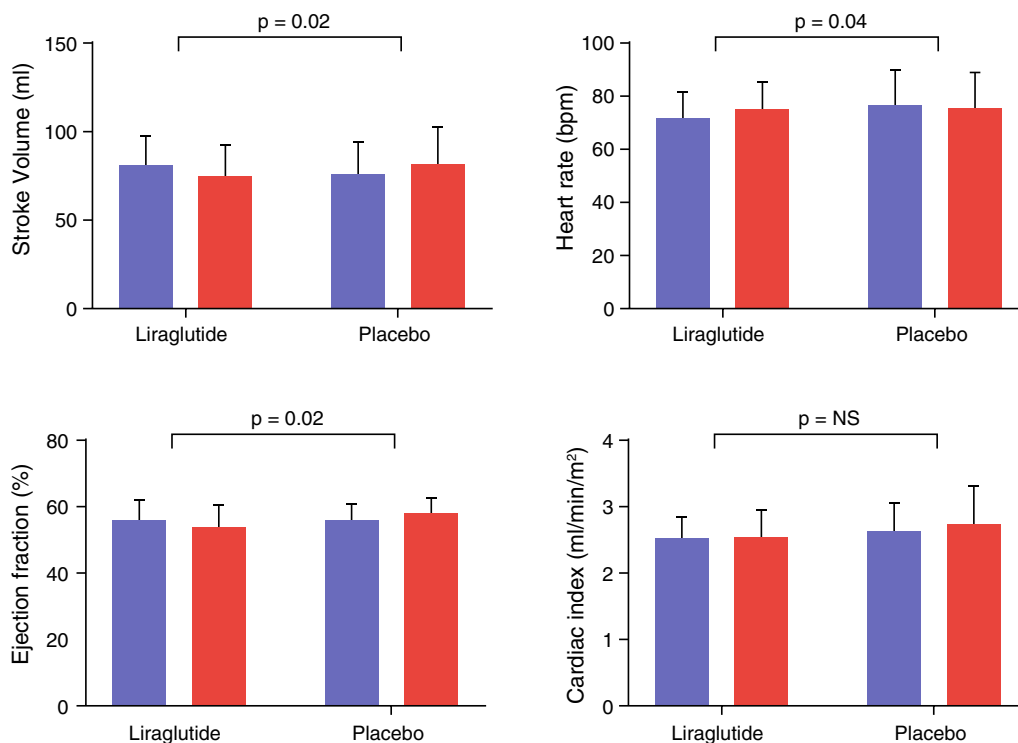 p = 0.02
150
100
50
0
Stroke Volume (ml)
Liraglutide Placebo
p = 0.04
100
80
60
40
20
0
Heart rate (bpm)
Liraglutide Placebo
p = 0.02
80
60
40
20
0
Ejection fraction (%)
Liraglutide Placebo
p = NS
4
3
2
1
0
Cardiac index (ml/min/m²)
Liraglutide Placebo